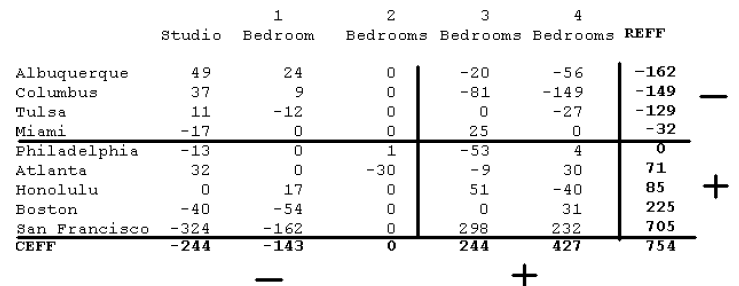 1 2 3 4
Studio Bedroom Bedrooms Bedrooms Bedrooms REFF
Albuquerque 49 24 0 -20 -56 -162
Columbus 37 9 0 -81 -149 -149
Tulsa 11 -12 0 0 -27 -129
Miami -17 0 0 25 0 -32
Philadelphia -13 0 1 -53 4 0
Atlanta 32 0 -30 -9 30 71
Honolulu 0 17 0 51 -40 85
Boston -40 -54 0 0 31 225
San Francisco -324 -162 0 298 232 705
CEFF -244 -143 0 244 427 754
− +